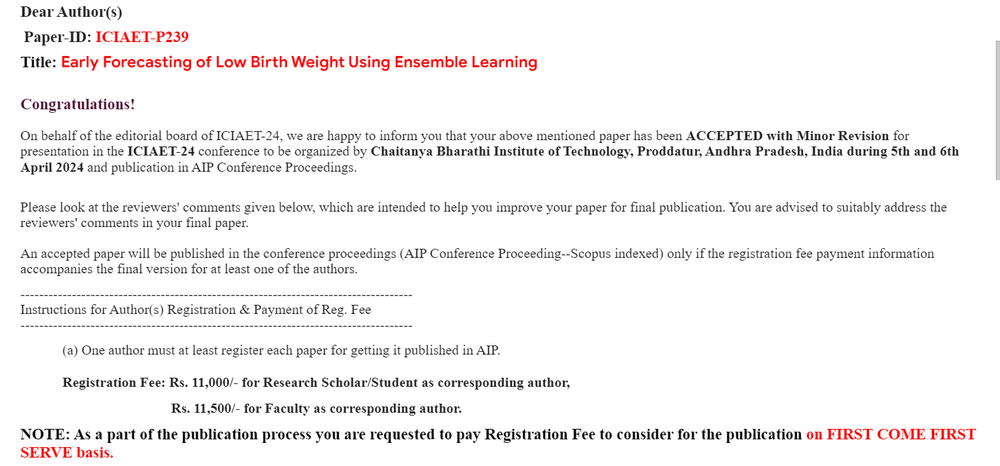 Dear Author(s)
Paper-ID: ICIAET-P239
Title: Early Forecasting of Low Birth Weight Using Ensemble Learning
Congratulations!
On behalf of the editorial board of ICIAET-24, we are happy to inform you that your above mentioned paper has been ACCEPTED with Minor Revision for
presentation in the ICIAET-24 conference to be organized by Chaitanya Bharathi Institute of Technology, Proddatur, Andhra Pradesh, India during 5th and 6th
April 2024 and publication in AIP Conference Proceedings.
Please look at the reviewers' comments given below, which are intended to help you improve your paper for final publication. You are advised to suitably address the
reviewers' comments in your final paper.
An accepted paper will be published in the conference proceedings (AIP Conference Proceeding--Scopus indexed) only if the registration fee payment information
accompanies the final version for at least one of the authors.
------------------------------------------------------------------------------------
Instructions for Author(s) Registration & Payment of Reg. Fee
------------------------------------------------------------------------------------
(a) One author must at least register each paper for getting it published in AIP.
Registration Fee: Rs. 11,000/- for Research Scholar/Student as corresponding author,
Rs. 11,500/- for Faculty as corresponding author.
NOTE: As a part of the publication process you are requested to pay Registration Fee to consider for the publication on FIRST COME FIRST
SERVE basis.